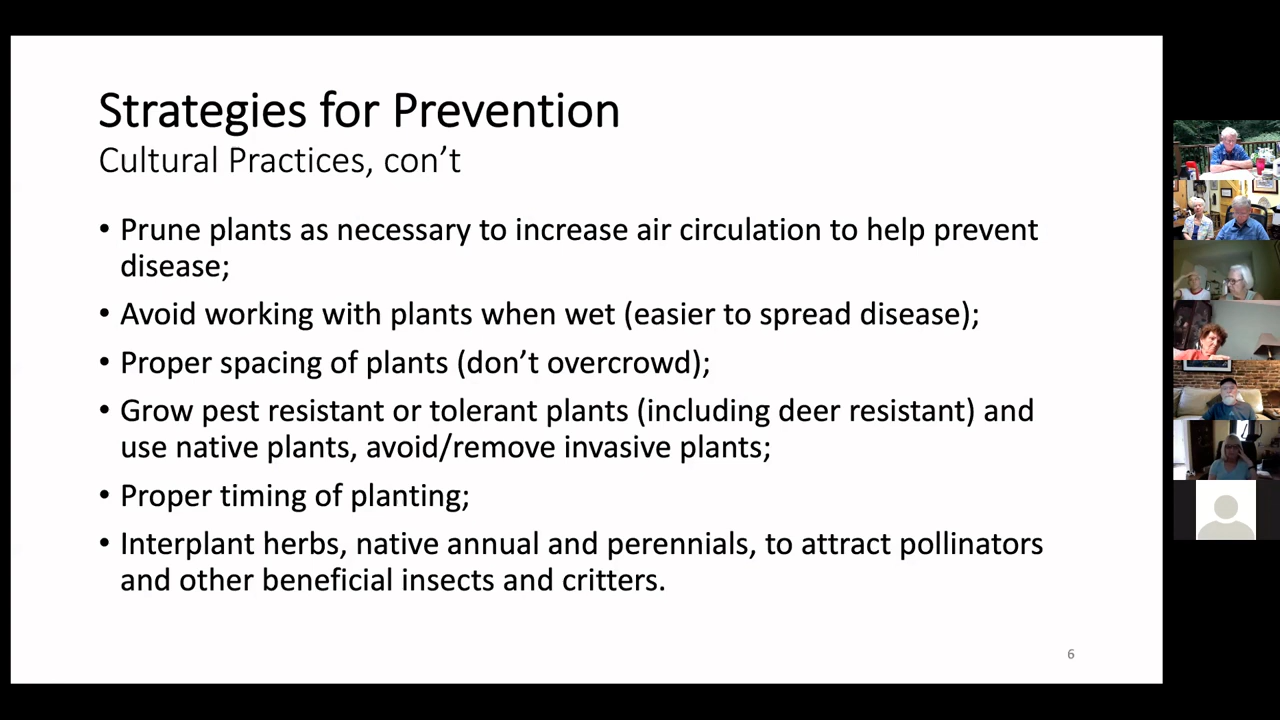 Strategies for Prevention
Cultural Practices, con’t
• Prune plants as necessary to increase air circulation to help prevent
disease;
• Avoid working with plants when wet (easier to spread disease);
• Proper spacing of plants (don’t overcrowd);
• Grow pest resistant or tolerant plants (including deer resistant) and
use native plants, avoid/remove invasive plants;
• Proper timing of planting;
• Interplant herbs, native annual and perennials, to attract pollinators
and other beneficial insects and critters.
6